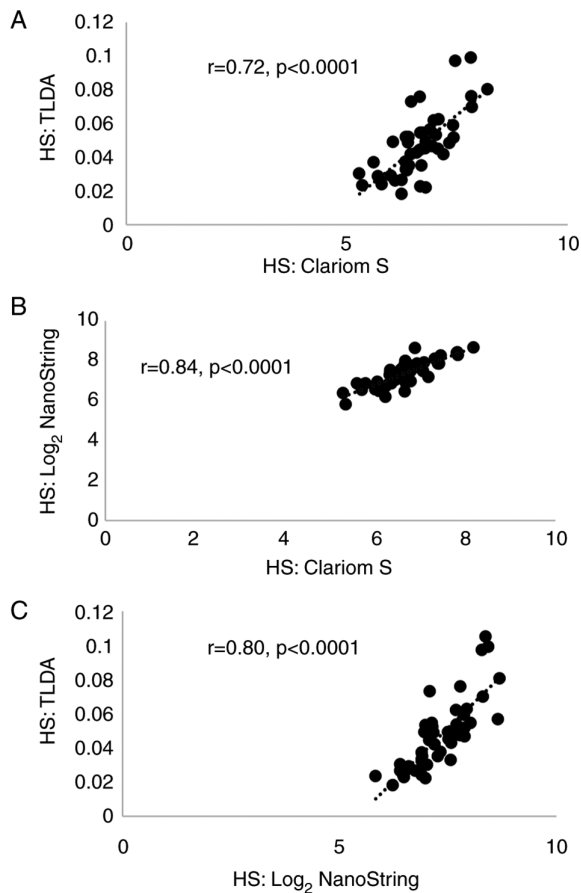 A
0.12
0.1
0.08
0.06
0.04
0.02
0
HS: TLDA
r=0.72, p<0.0001
0 5 10
HS: Clariom S
B
10
8
6
4
2
0
HS: Log₂ NanoString
r=0.84, p<0.0001
0 2 4 6 8 10
HS: Clariom S
C
0.12
0.1
0.08
0.06
0.04
0.02
0
HS: TLDA
r=0.80, p<0.0001
0 5 10
HS: Log₂ NanoString